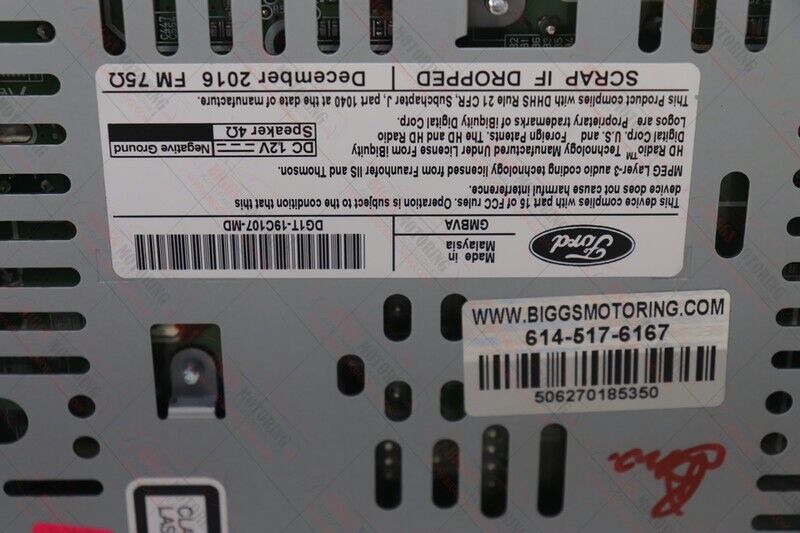 Ford
Made in
Malaysia
GMBVA
DG1T-19C107-MD
This device complies with part 15 of FCC rules. Operation is subject to the condition that this
device does not cause harmful interference.
MPEG Layer-3 audio coding technology licensed from Fraunhofer IIS and Thomson.
HD Radio™ Technology Manufactured Under License From iBiquity
Digital Corp. U.S. and Foreign Patents. The HD and HD Radio
Logos are Proprietary trademarks of iBiquity Digital Corp.
DC 12V
Negative Ground
Speaker 4Ω
This Product complies with DHHS Rule 21 CFR, Subchapter J, part 1040 at the date of manufacture.
SCRAP IF DROPPED
December 2016 FM 75Ω
WWW.BIGGSMOTORING.COM
614-517-6167
506270185350
CLA
LAS